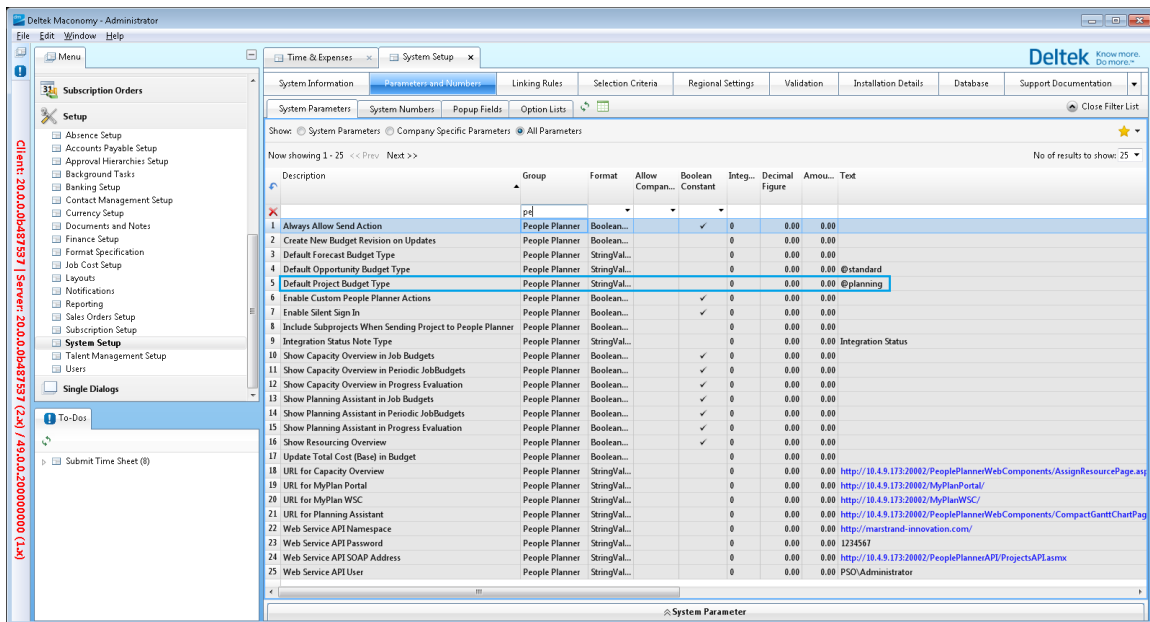 Deltek Maconomy - Administrator
File Edit Window Help
Menu
Subscription Orders
Setup
Absence Setup
Accounts Payable Setup
Approval Hierarchies Setup
Background Tasks
Banking Setup
Contact Management Setup
Currency Setup
Documents and Notes
Finance Setup
Format Specification
Job Cost Setup
Layouts
Notifications
Reporting
Sales Orders Setup
Subscription Setup
System Setup
Talent Management Setup
Users
Single Dialogs
To-Dos
Submit Time Sheet (8)
Client: 20.0.0.0b487537 | Server: 20.0.0.0b487537 (2.x) / 49.0.0.200000000 (1.x)
Time & Expenses System Setup
Deltek Know more. Do more.™
System Information Parameters and Numbers Linking Rules Selection Criteria Regional Settings Validation Installation Details Database Support Documentation
System Parameters System Numbers Popup Fields Option Lists Close Filter List
Show: System Parameters Company Specific Parameters All Parameters
Now showing 1 - 25 << Prev Next >> No of results to show: 25
Description Group Format Allow Compan... Boolean Constant Integ... Decimal Figure Amou... Text
pe
1 Always Allow Send Action People Planner Boolean... ✓ 0 0.00 0.00
2 Create New Budget Revision on Updates People Planner Boolean... 0 0.00 0.00
3 Default Forecast Budget Type People Planner StringVal... 0 0.00 0.00
4 Default Opportunity Budget Type People Planner StringVal... 0 0.00 0.00 @standard
5 Default Project Budget Type People Planner StringVal... 0 0.00 0.00 @planning
6 Enable Custom People Planner Actions People Planner Boolean... ✓ 0 0.00 0.00
7 Enable Silent Sign In People Planner Boolean... ✓ 0 0.00 0.00
8 Include Subprojects When Sending Project to People Planner People Planner Boolean... 0 0.00 0.00
9 Integration Status Note Type People Planner StringVal... 0 0.00 0.00 Integration Status
10 Show Capacity Overview in Job Budgets People Planner Boolean... ✓ 0 0.00 0.00
11 Show Capacity Overview in Periodic JobBudgets People Planner Boolean... ✓ 0 0.00 0.00
12 Show Capacity Overview in Progress Evaluation People Planner Boolean... ✓ 0 0.00 0.00
13 Show Planning Assistant in Job Budgets People Planner Boolean... ✓ 0 0.00 0.00
14 Show Planning Assistant in Periodic JobBudgets People Planner Boolean... ✓ 0 0.00 0.00
15 Show Planning Assistant in Progress Evaluation People Planner Boolean... ✓ 0 0.00 0.00
16 Show Resourcing Overview People Planner Boolean... ✓ 0 0.00 0.00
17 Update Total Cost (Base) in Budget People Planner Boolean... 0 0.00 0.00
18 URL for Capacity Overview People Planner StringVal... 0 0.00 0.00 http://10.4.9.173:20002/PeoplePlannerWebComponents/AssignResourcePage.asp
19 URL for MyPlan Portal People Planner StringVal... 0 0.00 0.00 http://10.4.9.173:20002/MyPlanPortal/
20 URL for MyPlan WSC People Planner StringVal... 0 0.00 0.00 http://10.4.9.173:20002/MyPlanWSC/
21 URL for Planning Assistant People Planner StringVal... 0 0.00 0.00 http://10.4.9.173:20002/PeoplePlannerWebComponents/CompactGanttChartPag
22 Web Service API Namespace People Planner StringVal... 0 0.00 0.00 http://marstrand-innovation.com/
23 Web Service API Password People Planner StringVal... 0 0.00 0.00 1234567
24 Web Service API SOAP Address People Planner StringVal... 0 0.00 0.00 http://10.4.9.173:20002/PeoplePlannerAPI/ProjectsAPI.asmx
25 Web Service API User People Planner StringVal... 0 0.00 0.00 PSO\Administrator
System Parameter